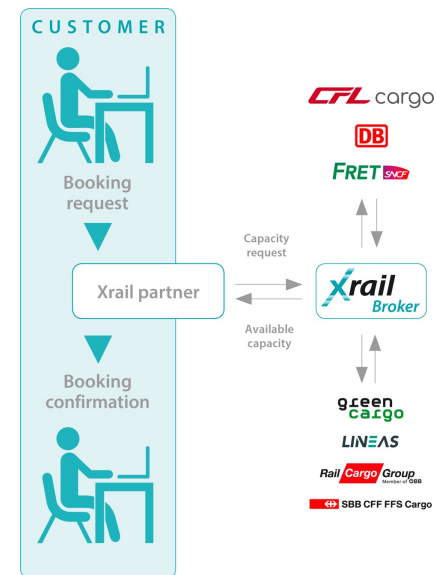 CUSTOMER
Booking
request
Xrail partner
Booking
confirmation
Capacity
request
Available
capacity
CFL cargo
DB
FRET SNCF
Xrail
Broker
green
cargo
LINEAS
Rail Cargo Group
Member of ÖBB
SBB CFF FFS Cargo